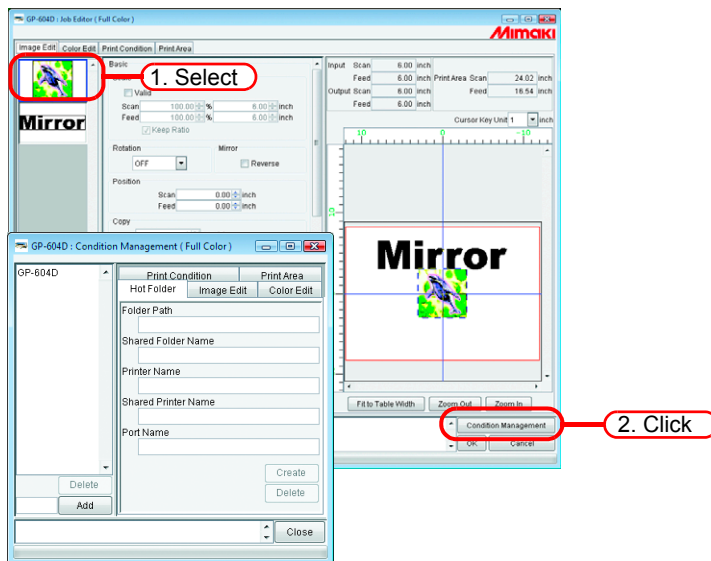 GP-604D : Job Editor ( Full Color )
Mimaki
Image Edit Color Edit Print Condition Print Area
1. Select
Mirror
Basic
Valid
Scan 100.00 % 6.00 inch
Feed 100.00 % 6.00 inch
Keep Ratio
Rotation Mirror
OFF Reverse
Position
Scan 0.00 inch
Feed 0.00 inch
Copy
Input Scan 6.00 inch
Feed 6.00 inch Print Area Scan 24.02 inch
Output Scan 6.00 inch Feed 16.54 inch
Feed 6.00 inch
Cursor Key Unit 1 inch
10 0 -10
10
Mirror
Fit to Table Width Zoom Out Zoom In
Condition Management
2. Click
OK Cancel
GP-604D : Condition Management ( Full Color )
GP-604D
Print Condition Print Area
Hot Folder Image Edit Color Edit
Folder Path
Shared Folder Name
Printer Name
Shared Printer Name
Port Name
Create
Delete
Delete
Add
Close